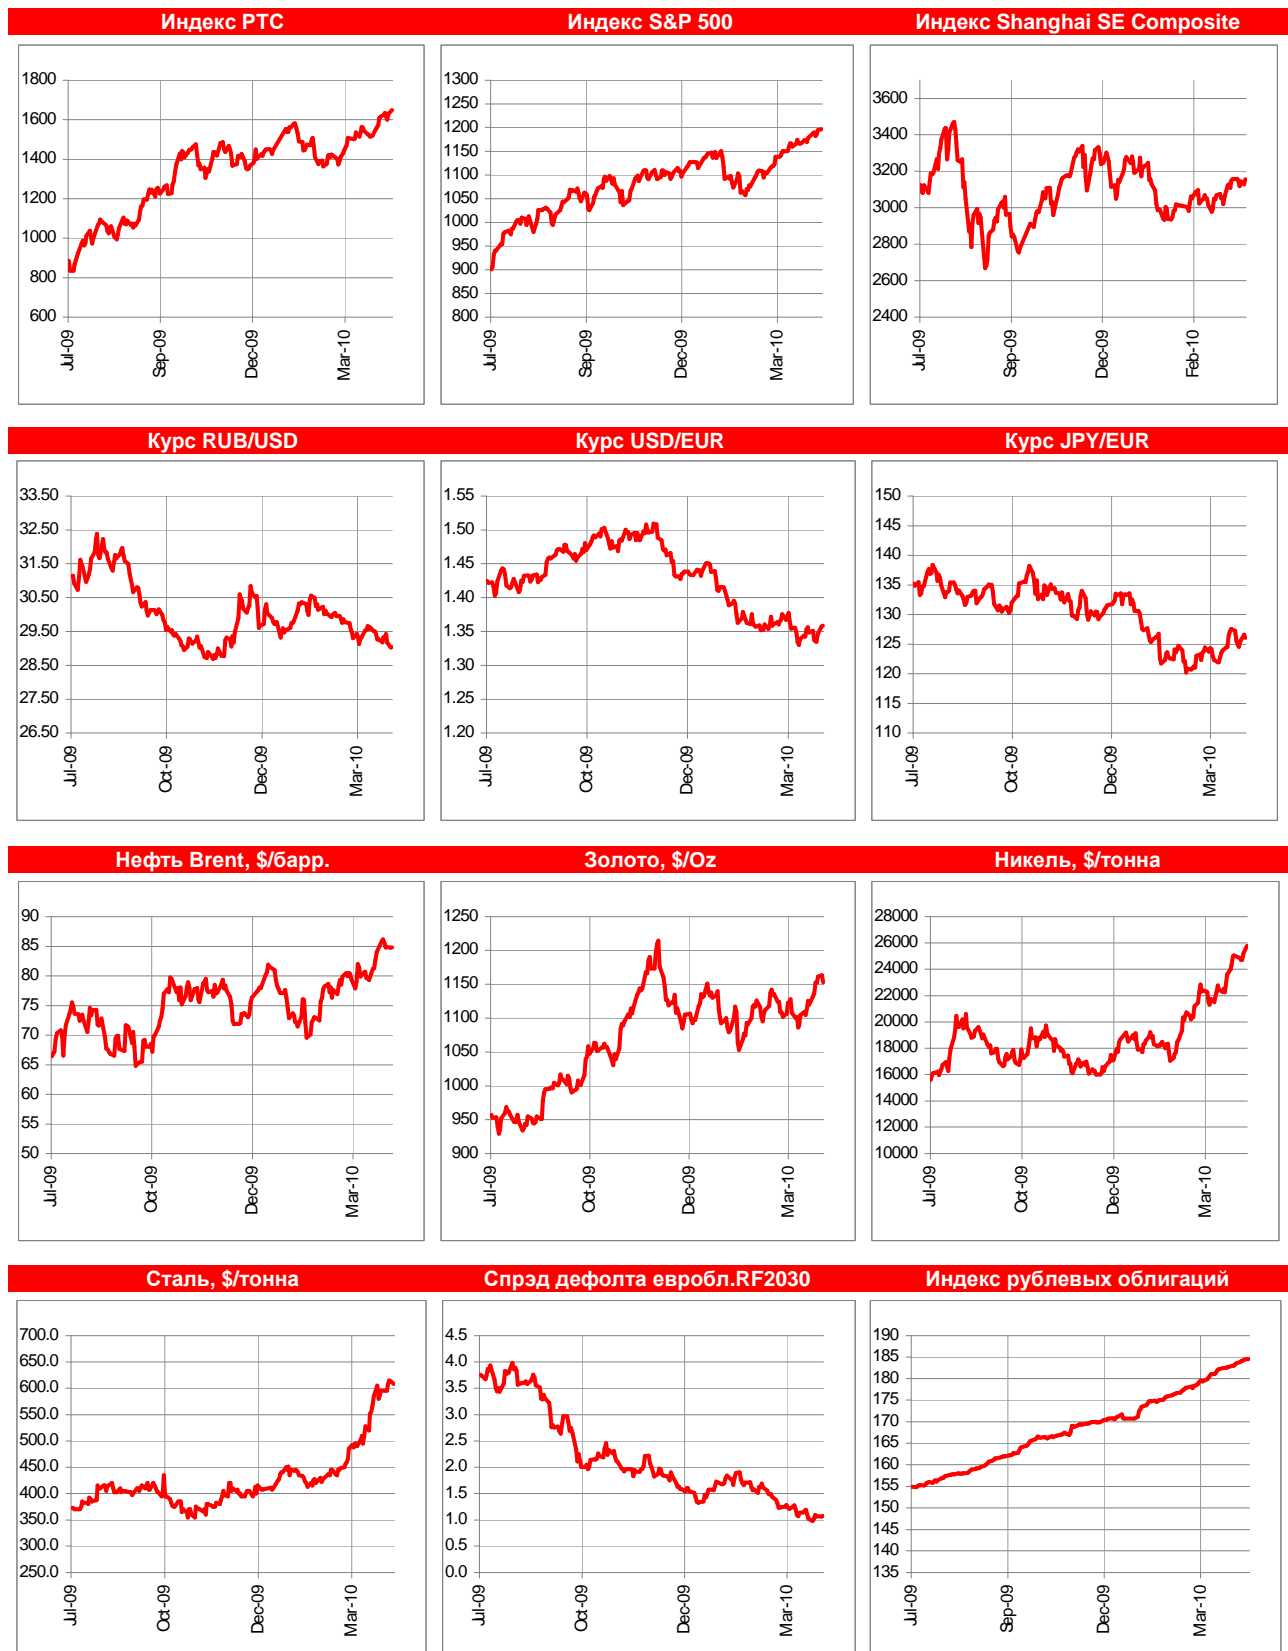 Индекс РТС
Индекс S&P 500
Индекс Shanghai SE Composite
1800
1600
1400
1200
1000
800
600
Jul-09
Sep-09
Dec-09
Mar-10
1300
1250
1200
1150
1100
1050
1000
950
900
850
800
Jul-09
Sep-09
Dec-09
Mar-10
3600
3400
3200
3000
2800
2600
2400
Jul-09
Sep-09
Dec-09
Feb-10
Курс RUB/USD
Курс USD/EUR
Курс JPY/EUR
33.50
32.50
31.50
30.50
29.50
28.50
27.50
26.50
Jul-09
Oct-09
Dec-09
Mar-10
1.55
1.50
1.45
1.40
1.35
1.30
1.25
1.20
Jul-09
Oct-09
Dec-09
Mar-10
150
145
140
135
130
125
120
115
110
Jul-09
Oct-09
Dec-09
Mar-10
Нефть Brent, $/барр.
Золото, $/Oz
Никель, $/тонна
90
85
80
75
70
65
60
55
50
Jul-09
Oct-09
Dec-09
Mar-10
1250
1200
1150
1100
1050
1000
950
900
Jul-09
Oct-09
Dec-09
Mar-10
28000
26000
24000
22000
20000
18000
16000
14000
12000
10000
Jul-09
Oct-09
Dec-09
Mar-10
Сталь, $/тонна
Спрэд дефолта евробл.RF2030
Индекс рублевых облигаций
700.0
650.0
600.0
550.0
500.0
450.0
400.0
350.0
300.0
250.0
Jul-09
Oct-09
Dec-09
Mar-10
4.5
4.0
3.5
3.0
2.5
2.0
1.5
1.0
0.5
0.0
Jul-09
Oct-09
Dec-09
Mar-10
190
185
180
175
170
165
160
155
150
145
140
135
Jul-09
Sep-09
Dec-09
Mar-10